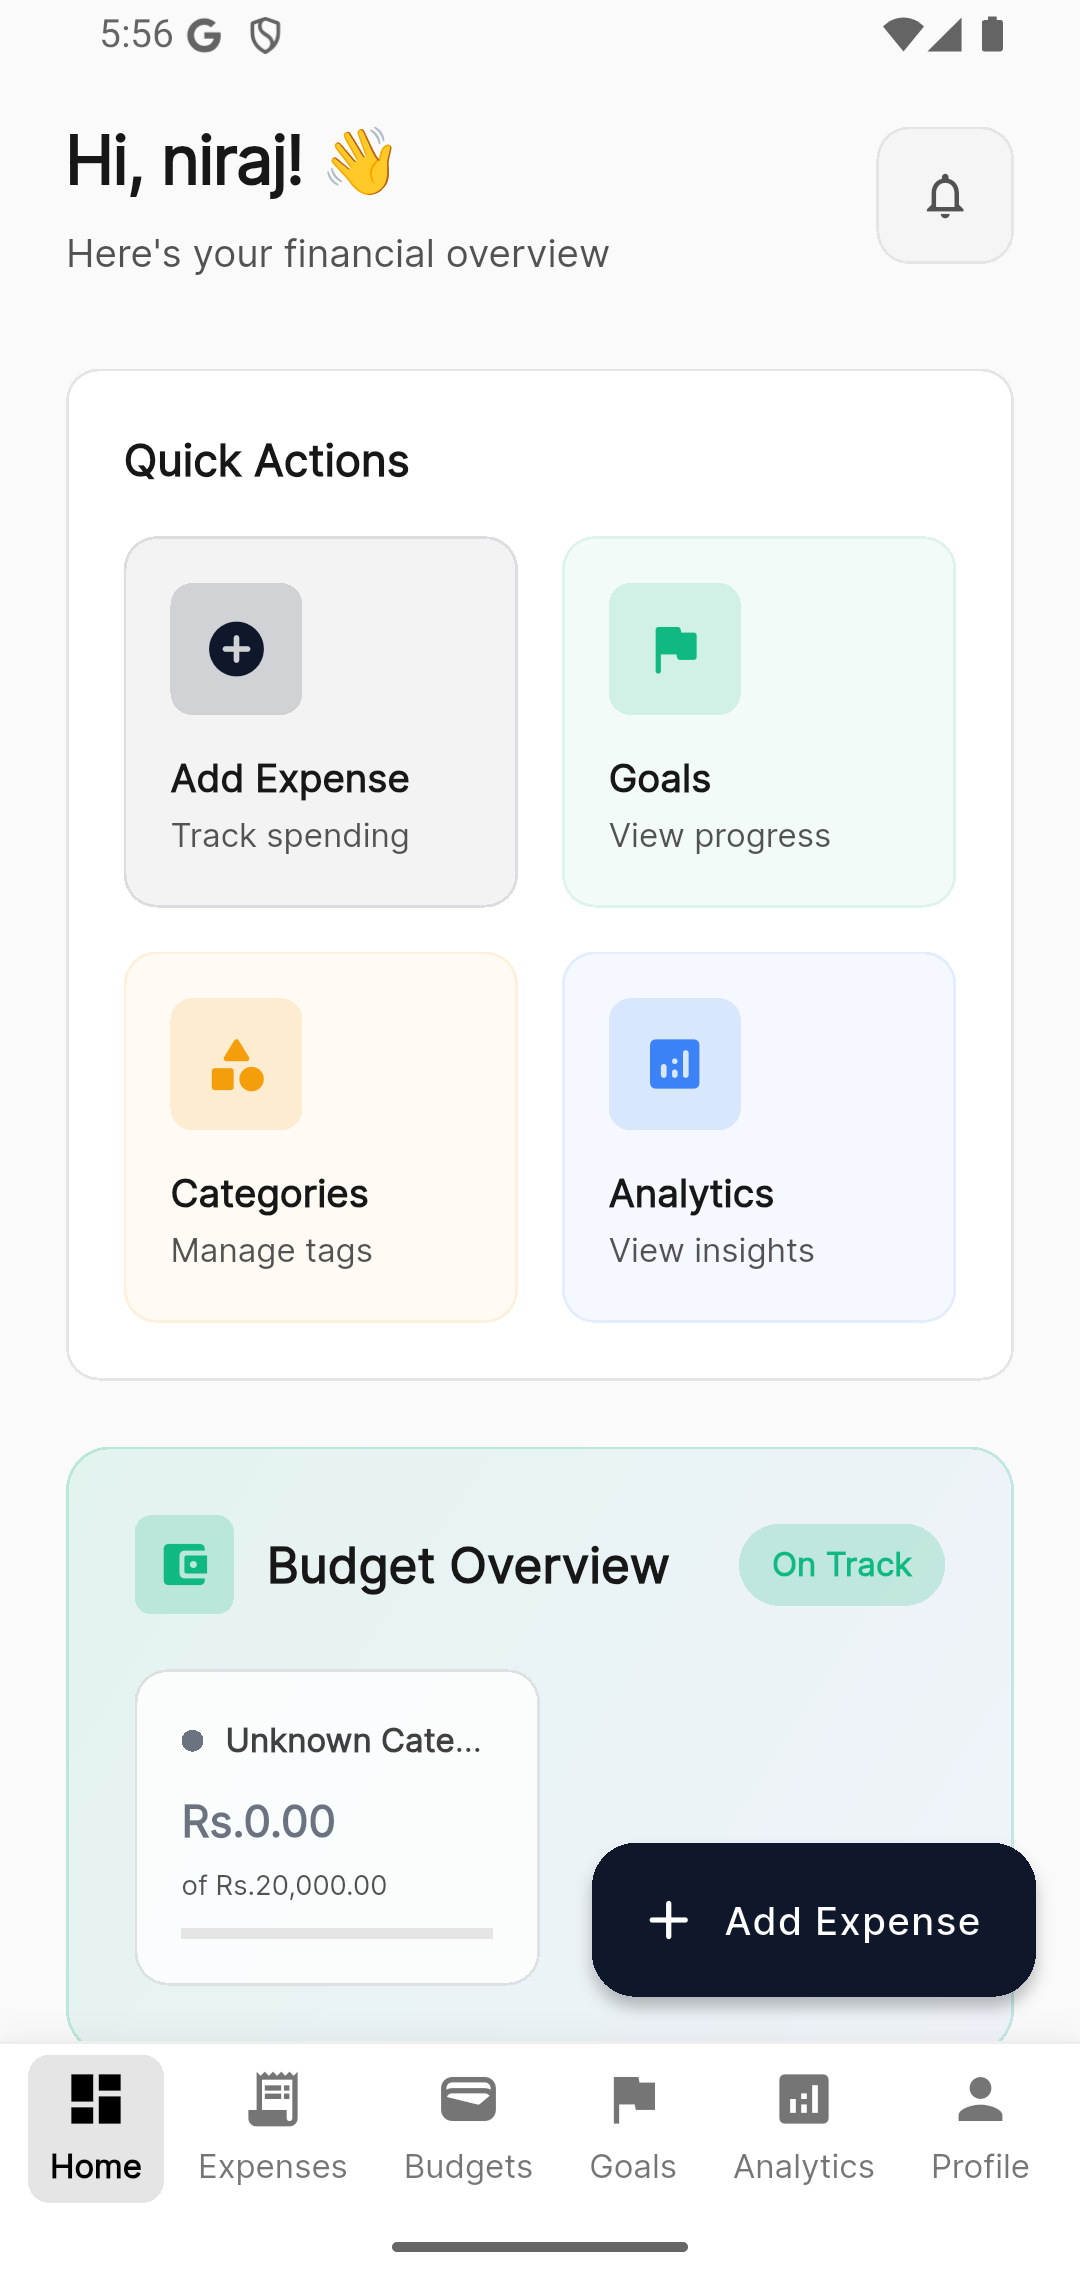 5:56
Hi, niraj! 👋
Here's your financial overview
Quick Actions
Add Expense
Track spending
Goals
View progress
Categories
Manage tags
Analytics
View insights
Budget Overview
On Track
Unknown Cate...
Rs.0.00
of Rs.20,000.00
Add Expense
Home
Expenses
Budgets
Goals
Analytics
Profile